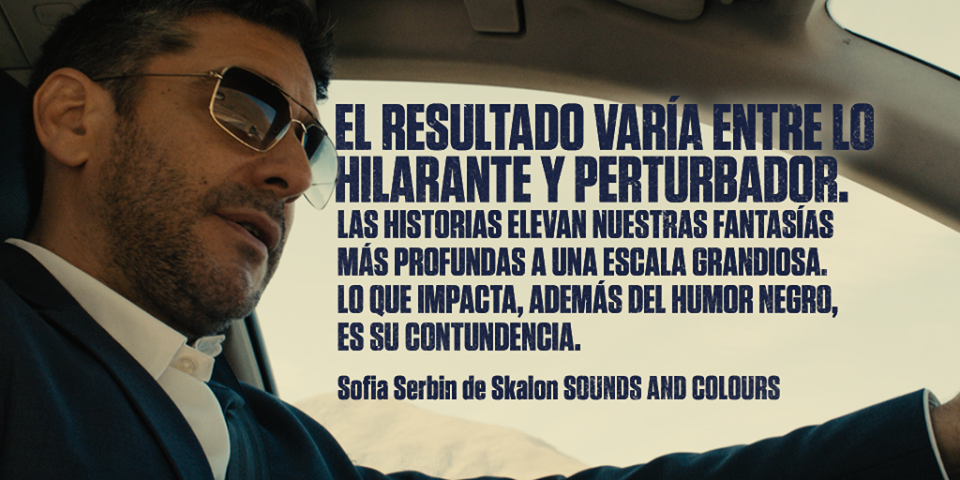 EL RESULTADO VARÍA ENTRE LO
HILARANTE Y PERTURBADOR.
LAS HISTORIAS ELEVAN NUESTRAS FANTASÍAS
MÁS PROFUNDAS A UNA ESCALA GRANDIOSA.
LO QUE IMPACTA, ADEMÁS DEL HUMOR NEGRO,
ES SU CONTUNDENCIA.
Sofia Serbin de Skalon SOUNDS AND COLOURS